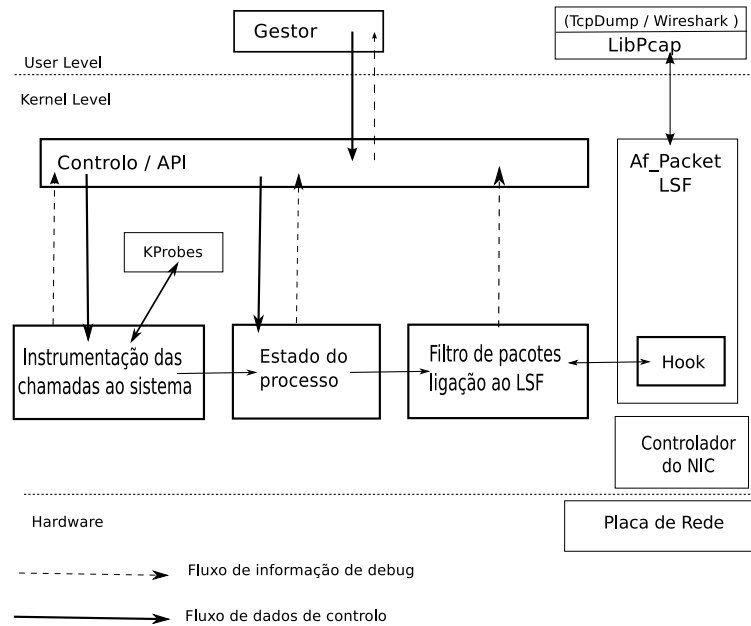 (TcpDump / Wireshark )
Gestor
LibPcap
User Level
Kernel Level
Controlo / API
Af_Packet
LSF
KProbes
Instrumentação das
chamadas ao sistema
Estado do
processo
Filtro de pacotes
ligação ao LSF
Hook
Controlador
do NIC
Hardware
Placa de Rede
Fluxo de informação de debug
Fluxo de dados de controlo